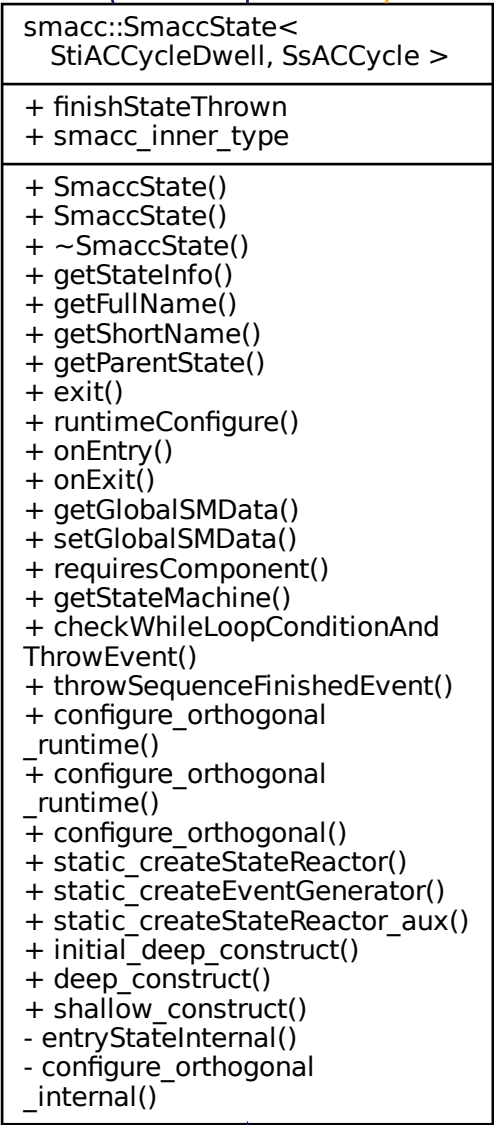 smacc::SmaccState<
StiACCycleDwell, SsACCycle >
+ finishStateThrown
+ smacc_inner_type
+ SmaccState()
+ SmaccState()
+ ~SmaccState()
+ getStateInfo()
+ getFullName()
+ getShortName()
+ getParentState()
+ exit()
+ runtimeConfigure()
+ onEntry()
+ onExit()
+ getGlobalSMData()
+ setGlobalSMData()
+ requiresComponent()
+ getStateMachine()
+ checkWhileLoopConditionAnd
ThrowEvent()
+ throwSequenceFinishedEvent()
+ configure_orthogonal
_runtime()
+ configure_orthogonal
_runtime()
+ configure_orthogonal()
+ static_createStateReactor()
+ static_createEventGenerator()
+ static_createStateReactor_aux()
+ initial_deep_construct()
+ deep_construct()
+ shallow_construct()
- entryStateInternal()
- configure_orthogonal
_internal()